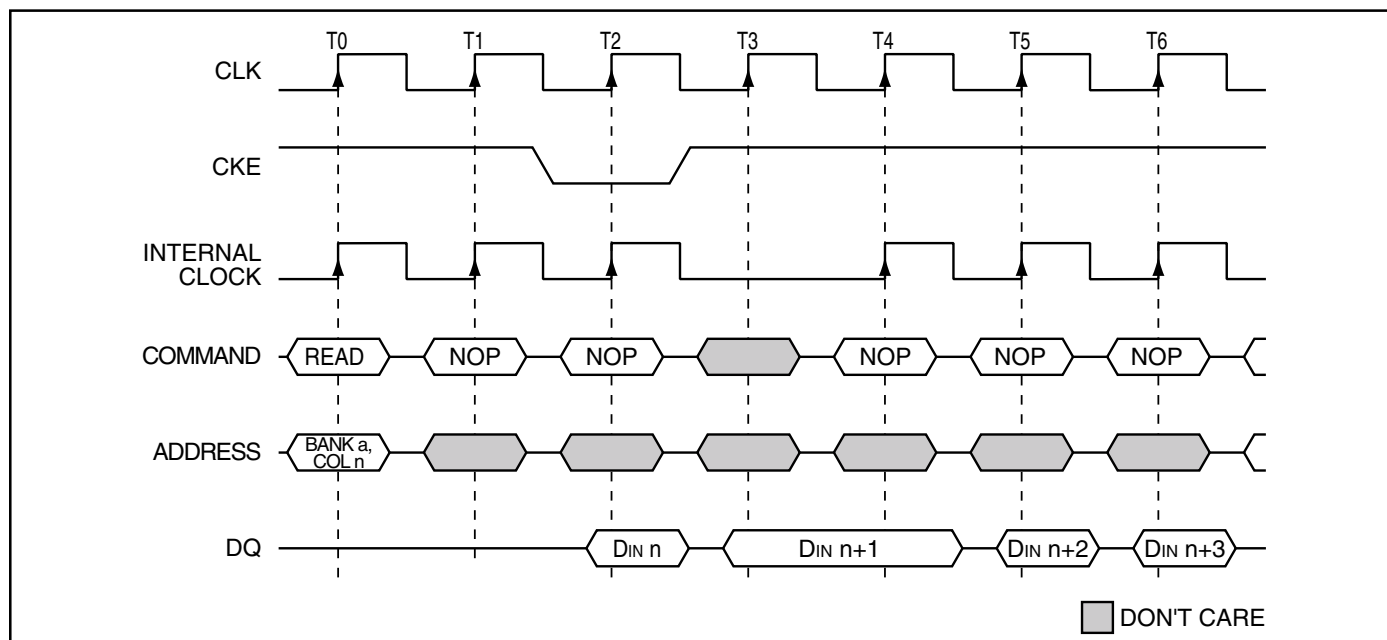 T0 T1 T2 T3 T4 T5 T6
CLK
CKE
INTERNAL
CLOCK
COMMAND READ NOP NOP NOP NOP NOP
ADDRESS BANK a,
COL n
DQ DIN n DIN n+1 DIN n+2 DIN n+3
DON'T CARE